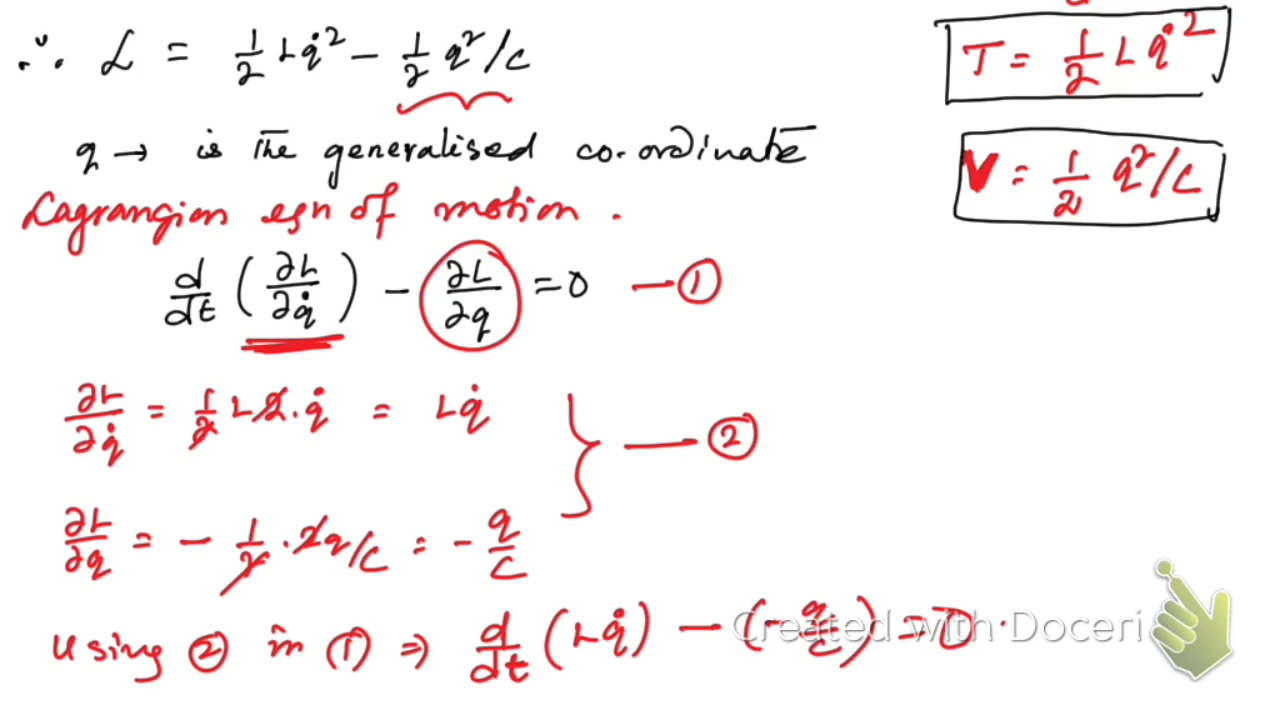 ∴ ℒ = 1/2 Lq̇² − 1/2 q²/C
T = 1/2 L q̇²
q → is the generalised co-ordinate
V = 1/2 q²/C
Lagrangian eqn of motion .
d/dt (∂L/∂q̇) − ∂L/∂q = 0 — ①
∂L/∂q̇ = 1/2 L 2 . q̇ = Lq̇
— ②
∂L/∂q = − 1/2 . 2q/C = − q/C
Using ② in ① ⇒ d/dt (Lq̇) − (− q/C) = 0 .
Created with Doceri